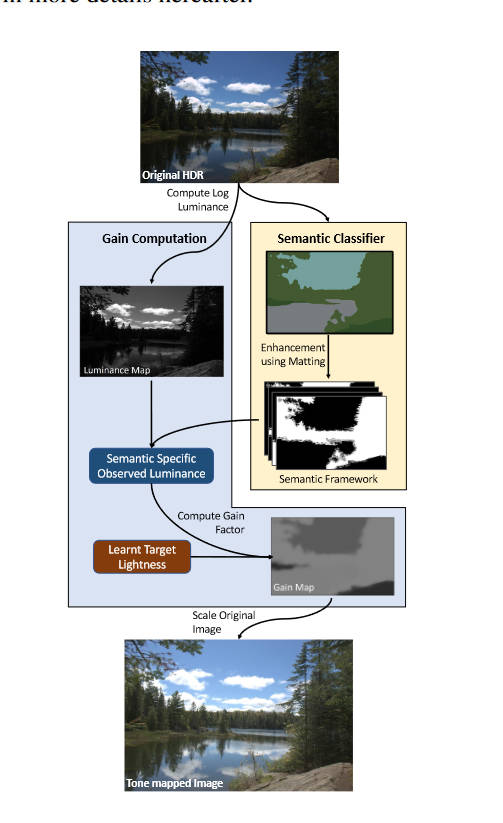 in more details hereafter.
Original HDR
Compute Log
Luminance
Gain Computation
Semantic Classifier
Luminance Map
Enhancement
using Matting
Semantic Specific
Observed Luminance
Semantic Framework
Compute Gain
Factor
Learnt Target
Lightness
Gain Map
Scale Original
Image
Tone mapped Image